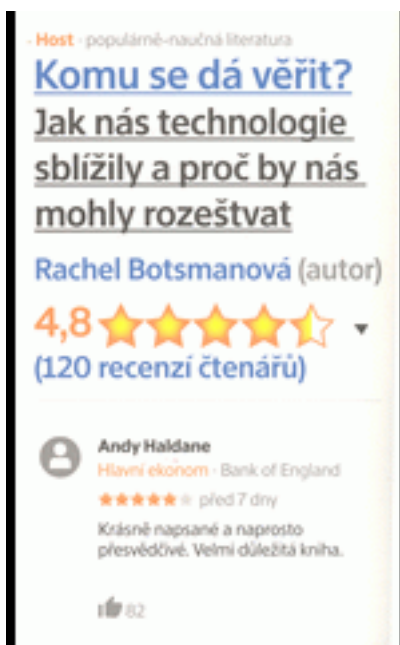 - Host - populárně-naučná literatura
Komu se dá věřit?
Jak nás technologie
sblížily a proč by nás
mohly rozeštvat
Rachel Botsmanová (autor)
4,8
(120 recenzí čtenářů)
Andy Haldane
Hlavní ekonom - Bank of England
před 7 dny
Krásně napsané a naprosto
přesvědčivé. Velmi důležitá kniha.
82